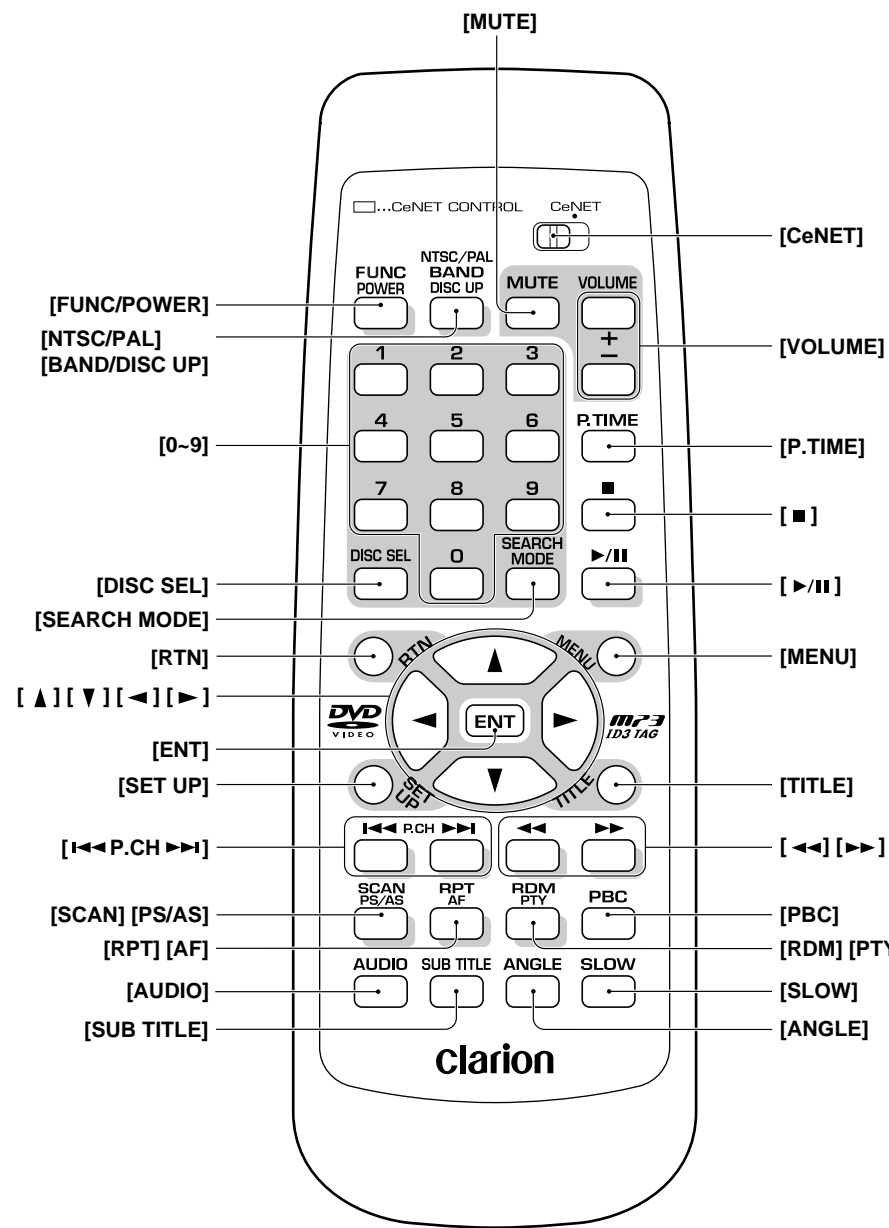 [MUTE]
...CeNET CONTROL CeNET
[CeNET]
NTSC/PAL
FUNC BAND MUTE VOLUME
POWER DISC UP
[FUNC/POWER]
[NTSC/PAL]
[BAND/DISC UP]
+
−
[VOLUME]
1 2 3
4 5 6 P.TIME
[0~9]
[P.TIME]
7 8 9 ■
[ ■ ]
DISC SEL 0 SEARCH MODE ►/II
[DISC SEL]
[ ►/II ]
[SEARCH MODE]
[RTN]
RTN MENU
[MENU]
[ ▲ ] [ ▼ ] [ ◄ ] [ ► ]
▲
DVD VIDEO ◄ ENT ► MP3 ID3 TAG
▼
[ENT]
[SET UP]
SET UP TITLE
[TITLE]
I◄◄ P.CH ►►I ◄◄ ►►
[I◄◄ P.CH ►►I]
[ ◄◄ ] [ ►► ]
SCAN RPT RDM PBC
PS/AS AF PTY
[SCAN] [PS/AS]
[PBC]
[RPT] [AF]
[RDM] [PTY
AUDIO SUB TITLE ANGLE SLOW
[AUDIO]
[SLOW]
[SUB TITLE]
[ANGLE]
clarion